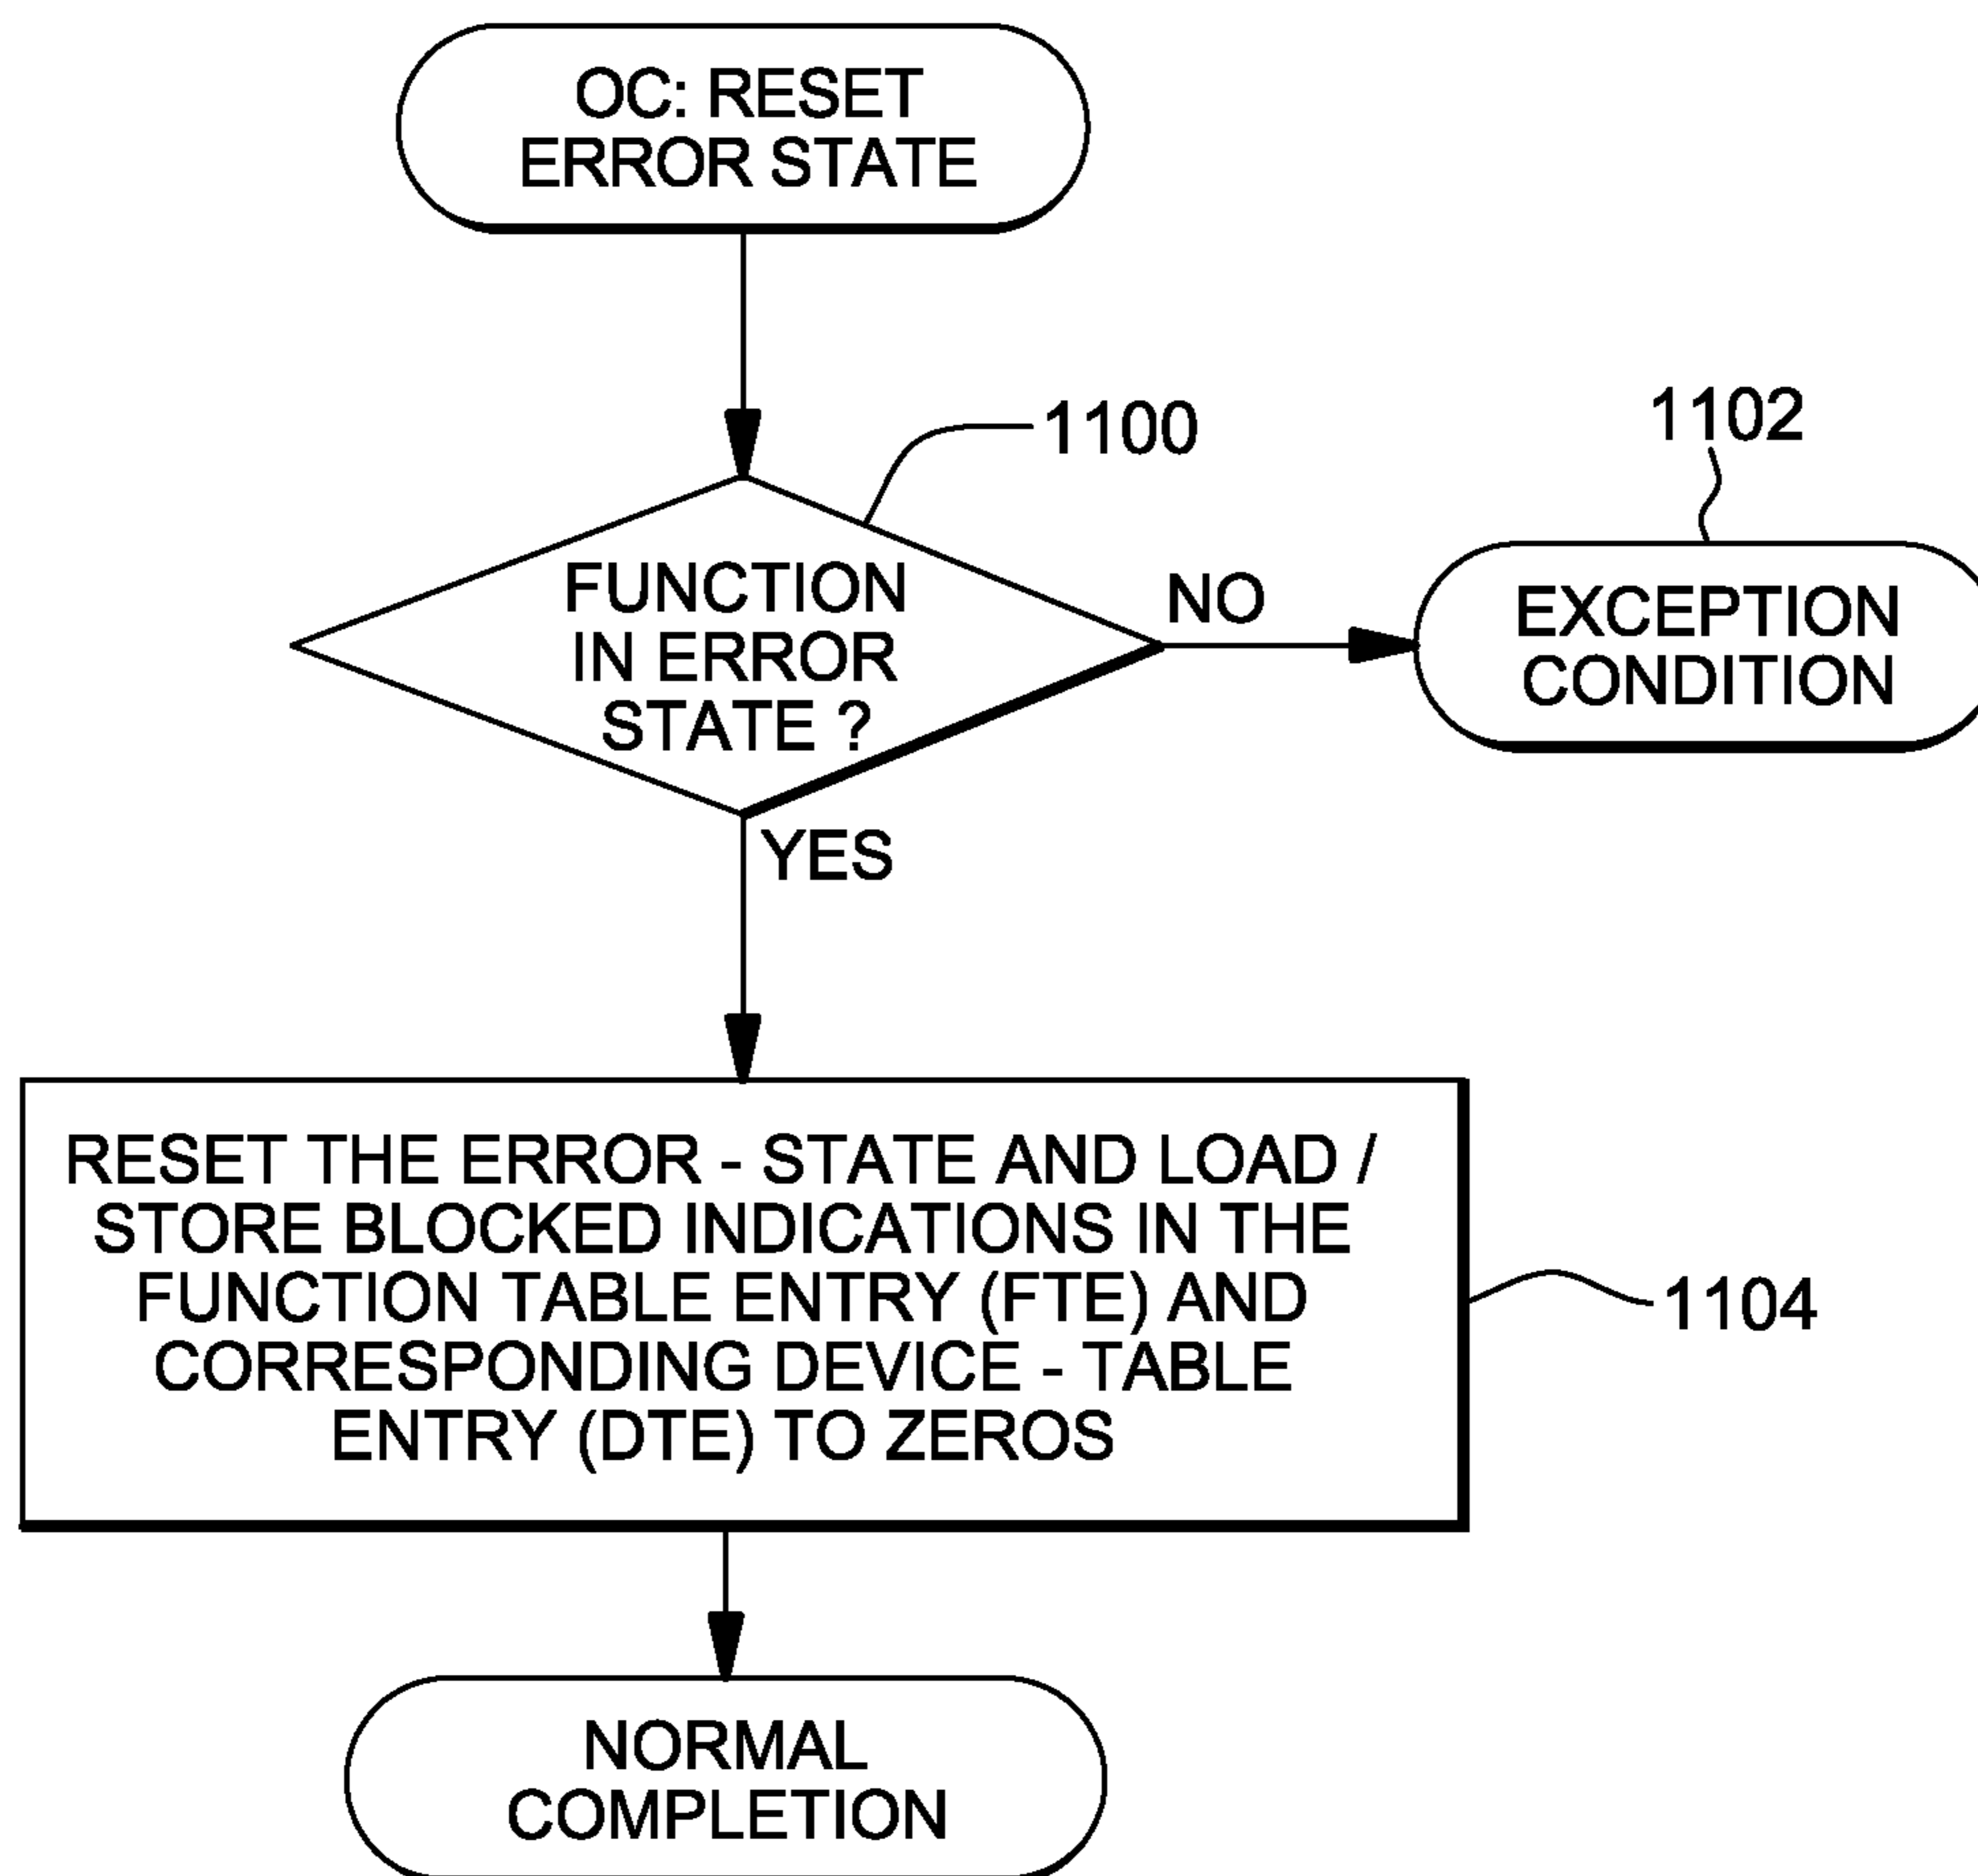 OC: RESET
ERROR STATE
1100
1102
FUNCTION
IN ERROR
STATE ?
NO
EXCEPTION
CONDITION
YES
RESET THE ERROR - STATE AND LOAD /
STORE BLOCKED INDICATIONS IN THE
FUNCTION TABLE ENTRY (FTE) AND
CORRESPONDING DEVICE - TABLE
ENTRY (DTE) TO ZEROS
1104
NORMAL
COMPLETION